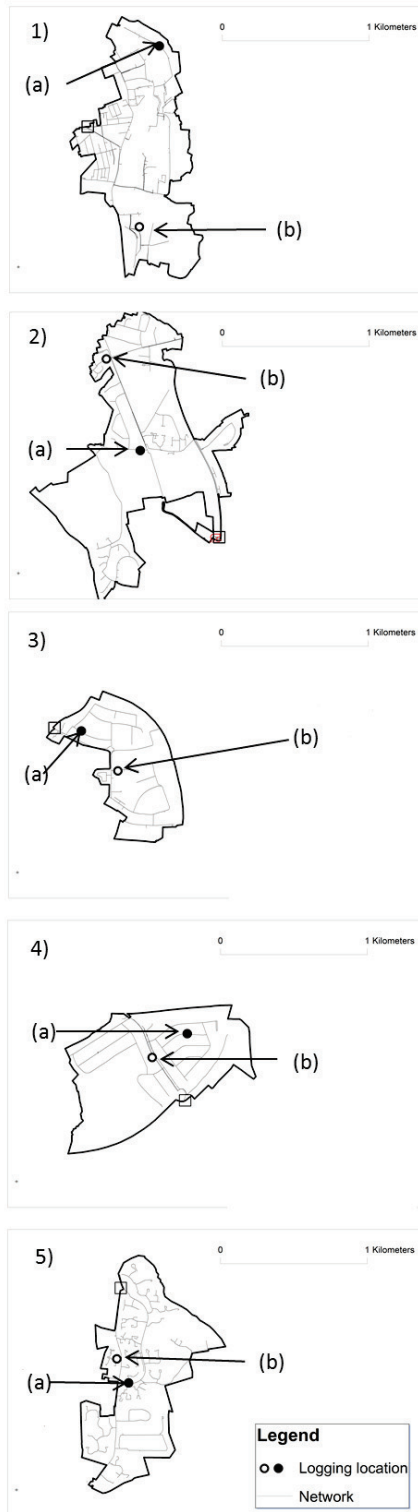 1)
0 1 Kilometers
(a)
(b)
2)
0 1 Kilometers
(b)
(a)
3)
0 1 Kilometers
(b)
(a)
4)
0 1 Kilometers
(a)
(b)
5)
0 1 Kilometers
(b)
(a)
Legend
Logging location
Network